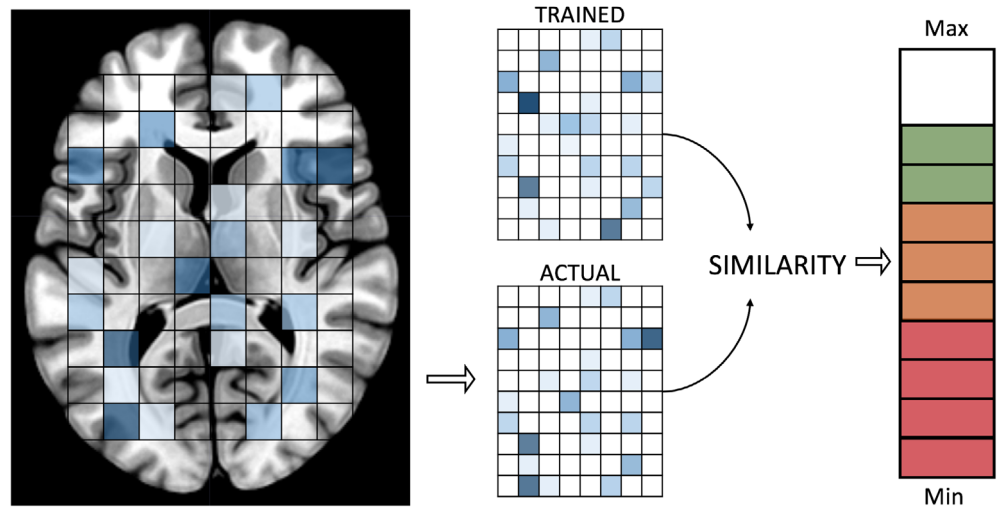 TRAINED
ACTUAL
SIMILARITY
Max
Min